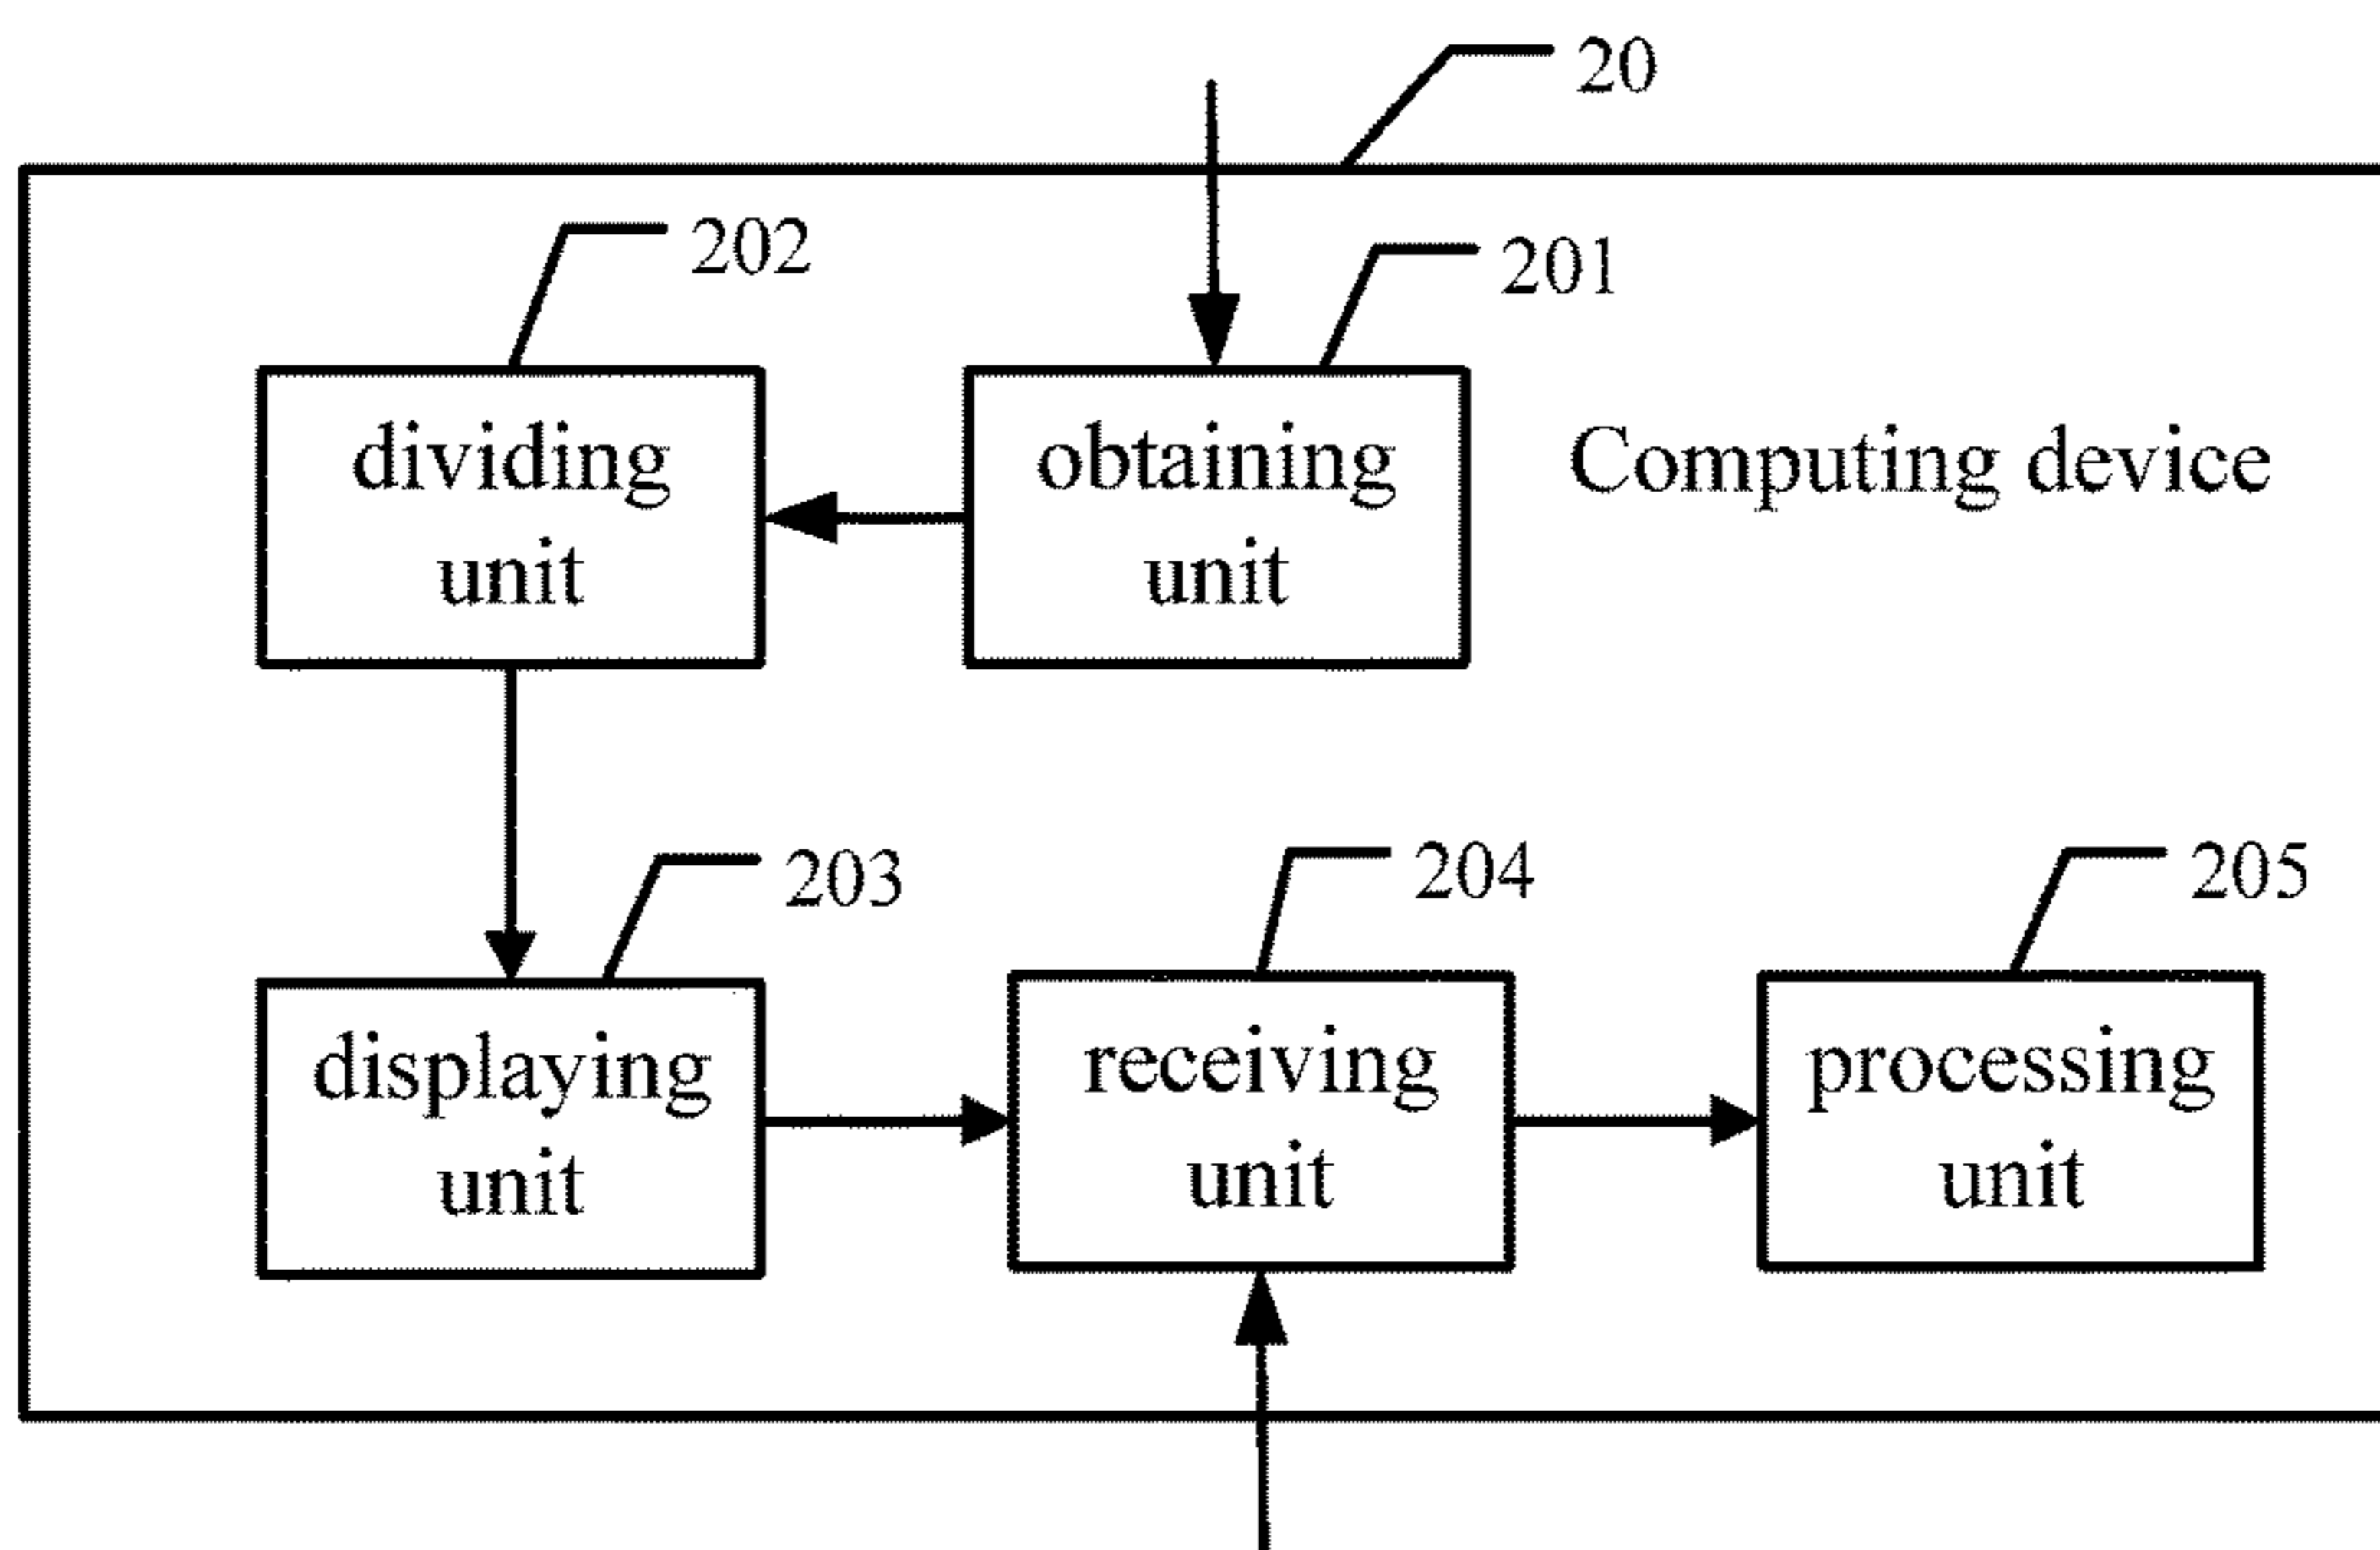 20
202
201
dividing
unit
obtaining
unit
Computing device
203
204
205
displaying
unit
receiving
unit
processing
unit